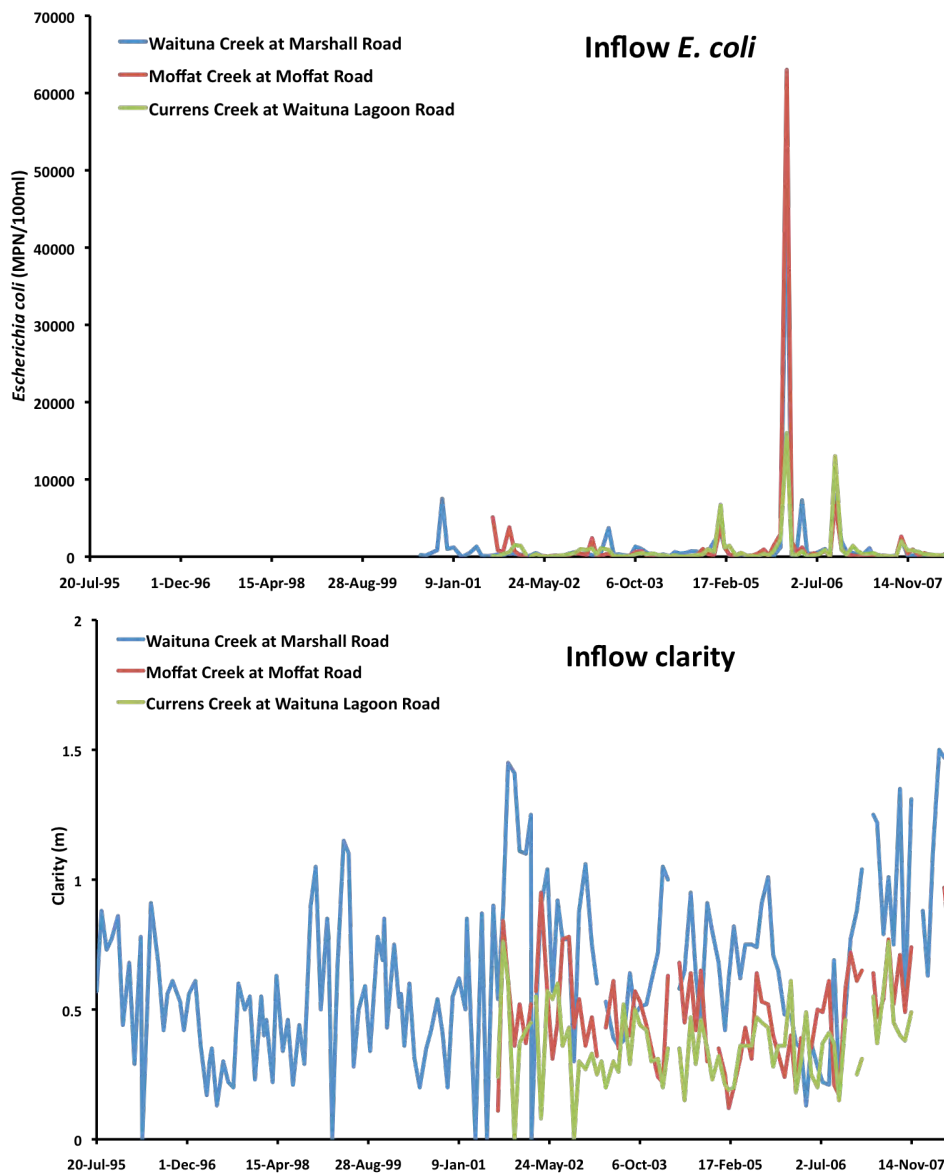 Inflow E. coli
Waituna Creek at Marshall Road
Moffat Creek at Moffat Road
Currens Creek at Waituna Lagoon Road
Escherichia coli (MPN/100ml)
70000
60000
50000
40000
30000
20000
10000
0
20-Jul-95 1-Dec-96 15-Apr-98 28-Aug-99 9-Jan-01 24-May-02 6-Oct-03 17-Feb-05 2-Jul-06 14-Nov-07
Inflow clarity
Waituna Creek at Marshall Road
Moffat Creek at Moffat Road
Currens Creek at Waituna Lagoon Road
Clarity (m)
2
1.5
1
0.5
0
20-Jul-95 1-Dec-96 15-Apr-98 28-Aug-99 9-Jan-01 24-May-02 6-Oct-03 17-Feb-05 2-Jul-06 14-Nov-07